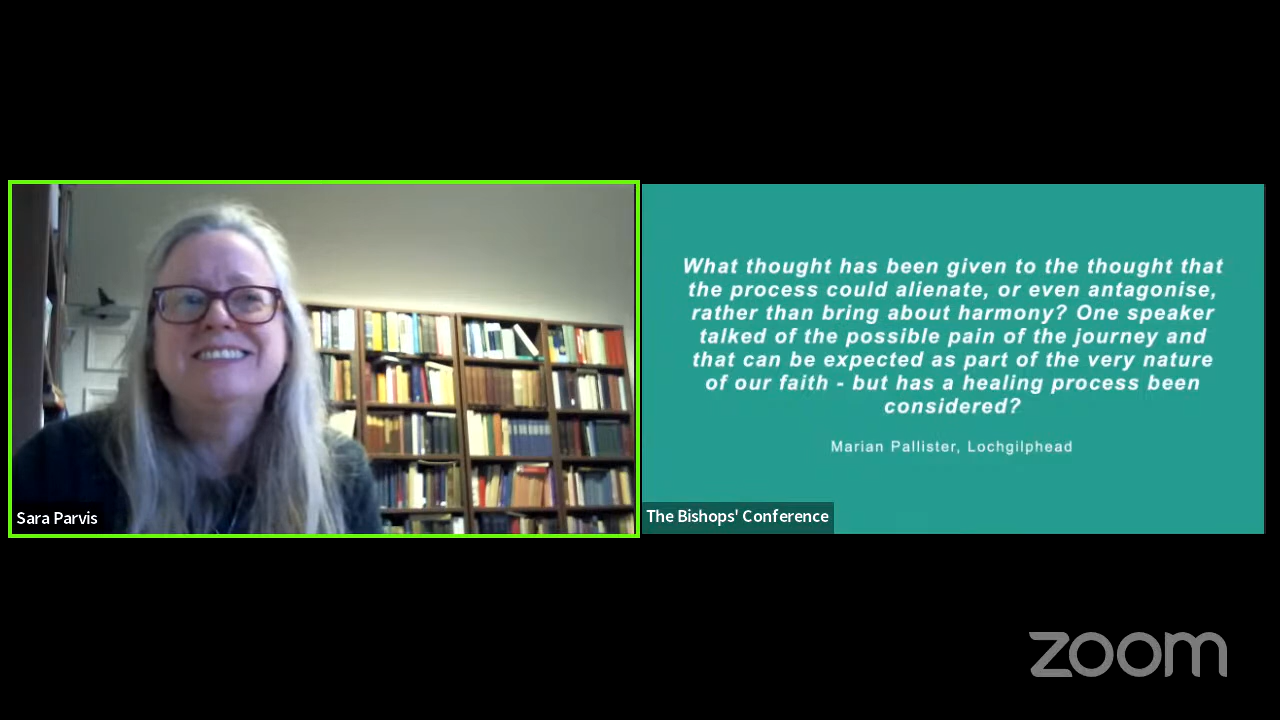 What thought has been given to the thought that
the process could alienate, or even antagonise,
rather than bring about harmony? One speaker
talked of the possible pain of the journey and
that can be expected as part of the very nature
of our faith - but has a healing process been
considered?
Marian Pallister, Lochgilphead
Sara Parvis
The Bishops' Conference
zoom